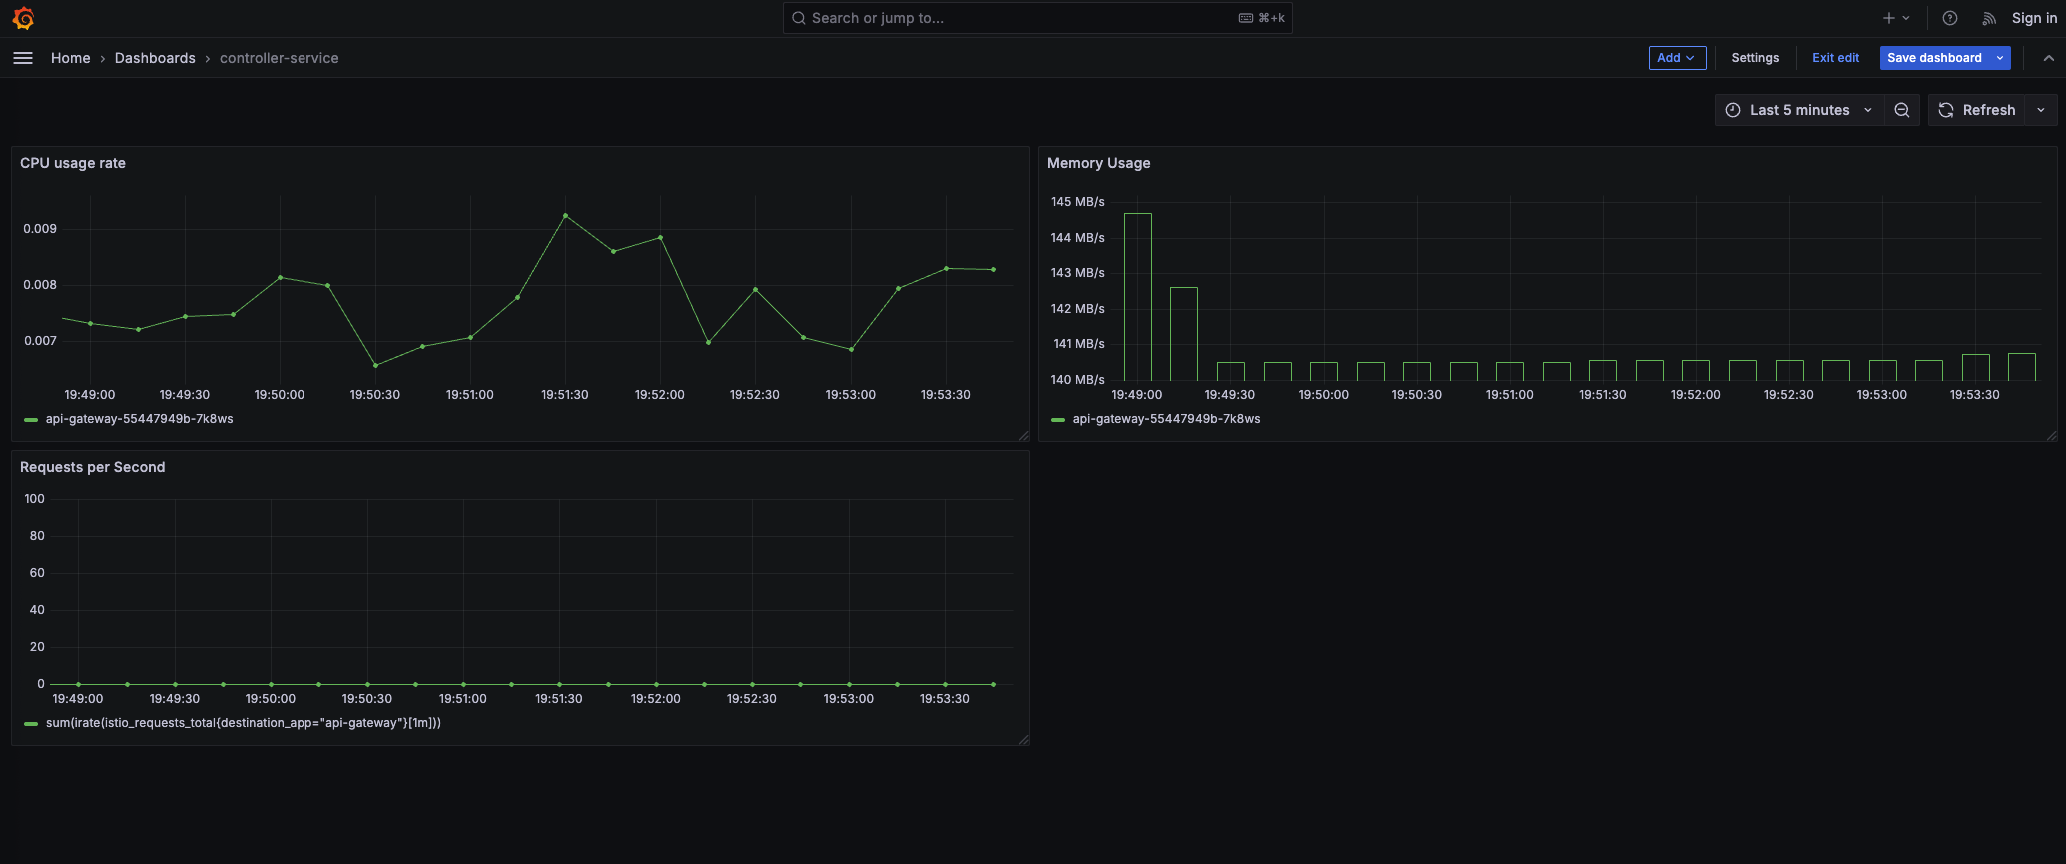 Search or jump to... ⌘+k Sign in
Home Dashboards controller-service Add Settings Exit edit Save dashboard
Last 5 minutes Refresh
CPU usage rate
0.009
0.008
0.007
19:49:00 19:49:30 19:50:00 19:50:30 19:51:00 19:51:30 19:52:00 19:52:30 19:53:00 19:53:30
api-gateway-55447949b-7k8ws
Memory Usage
145 MB/s
144 MB/s
143 MB/s
142 MB/s
141 MB/s
140 MB/s
19:49:00 19:49:30 19:50:00 19:50:30 19:51:00 19:51:30 19:52:00 19:52:30 19:53:00 19:53:30
api-gateway-55447949b-7k8ws
Requests per Second
100
80
60
40
20
0
19:49:00 19:49:30 19:50:00 19:50:30 19:51:00 19:51:30 19:52:00 19:52:30 19:53:00 19:53:30
sum(irate(istio_requests_total{destination_app="api-gateway"}[1m]))